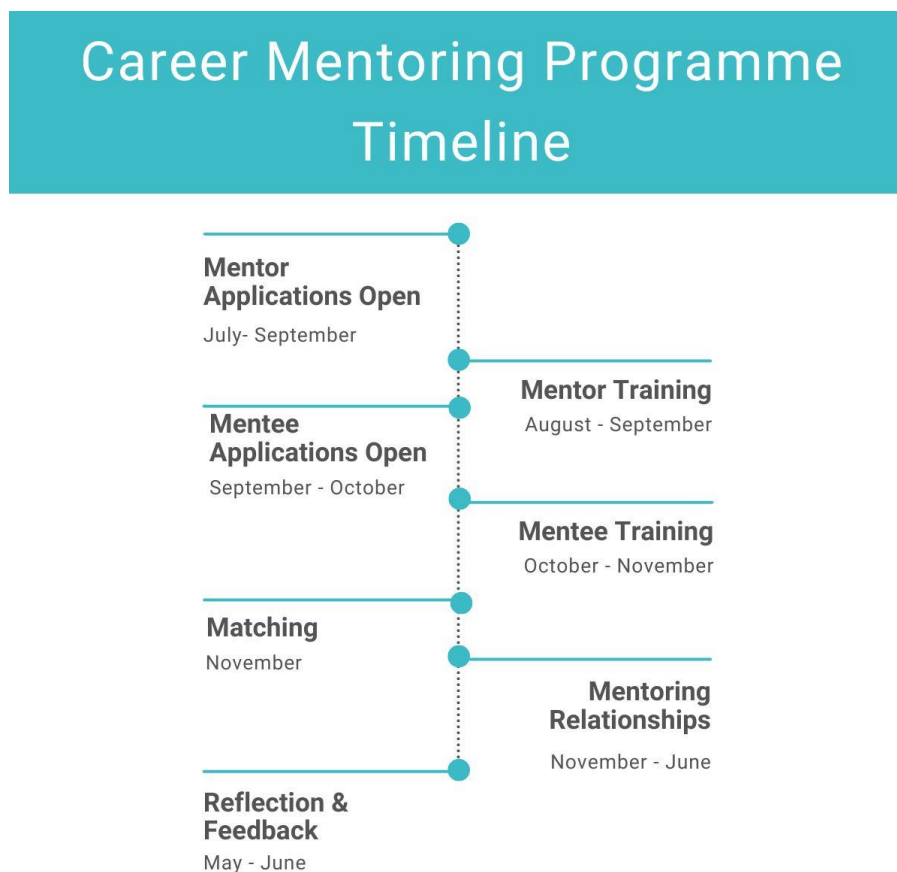 Career Mentoring Programme
Timeline
Mentor
Applications Open
July- September
Mentor Training
August - September
Mentee
Applications Open
September - October
Mentee Training
October - November
Matching
November
Mentoring
Relationships
November - June
Reflection &
Feedback
May - June